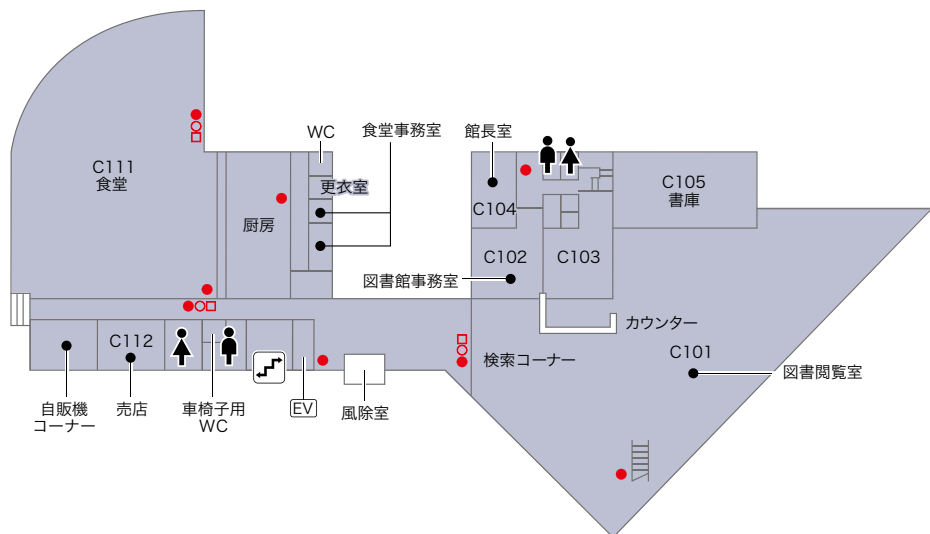 WC
食堂事務室
館長室
C111
食堂
更衣室
厨房
C104
C105
書庫
C102
C103
図書館事務室
カウンター
C112
検索コーナー
C101
図書閲覧室
自販機
コーナー
売店
車椅子用
WC
EV
風除室